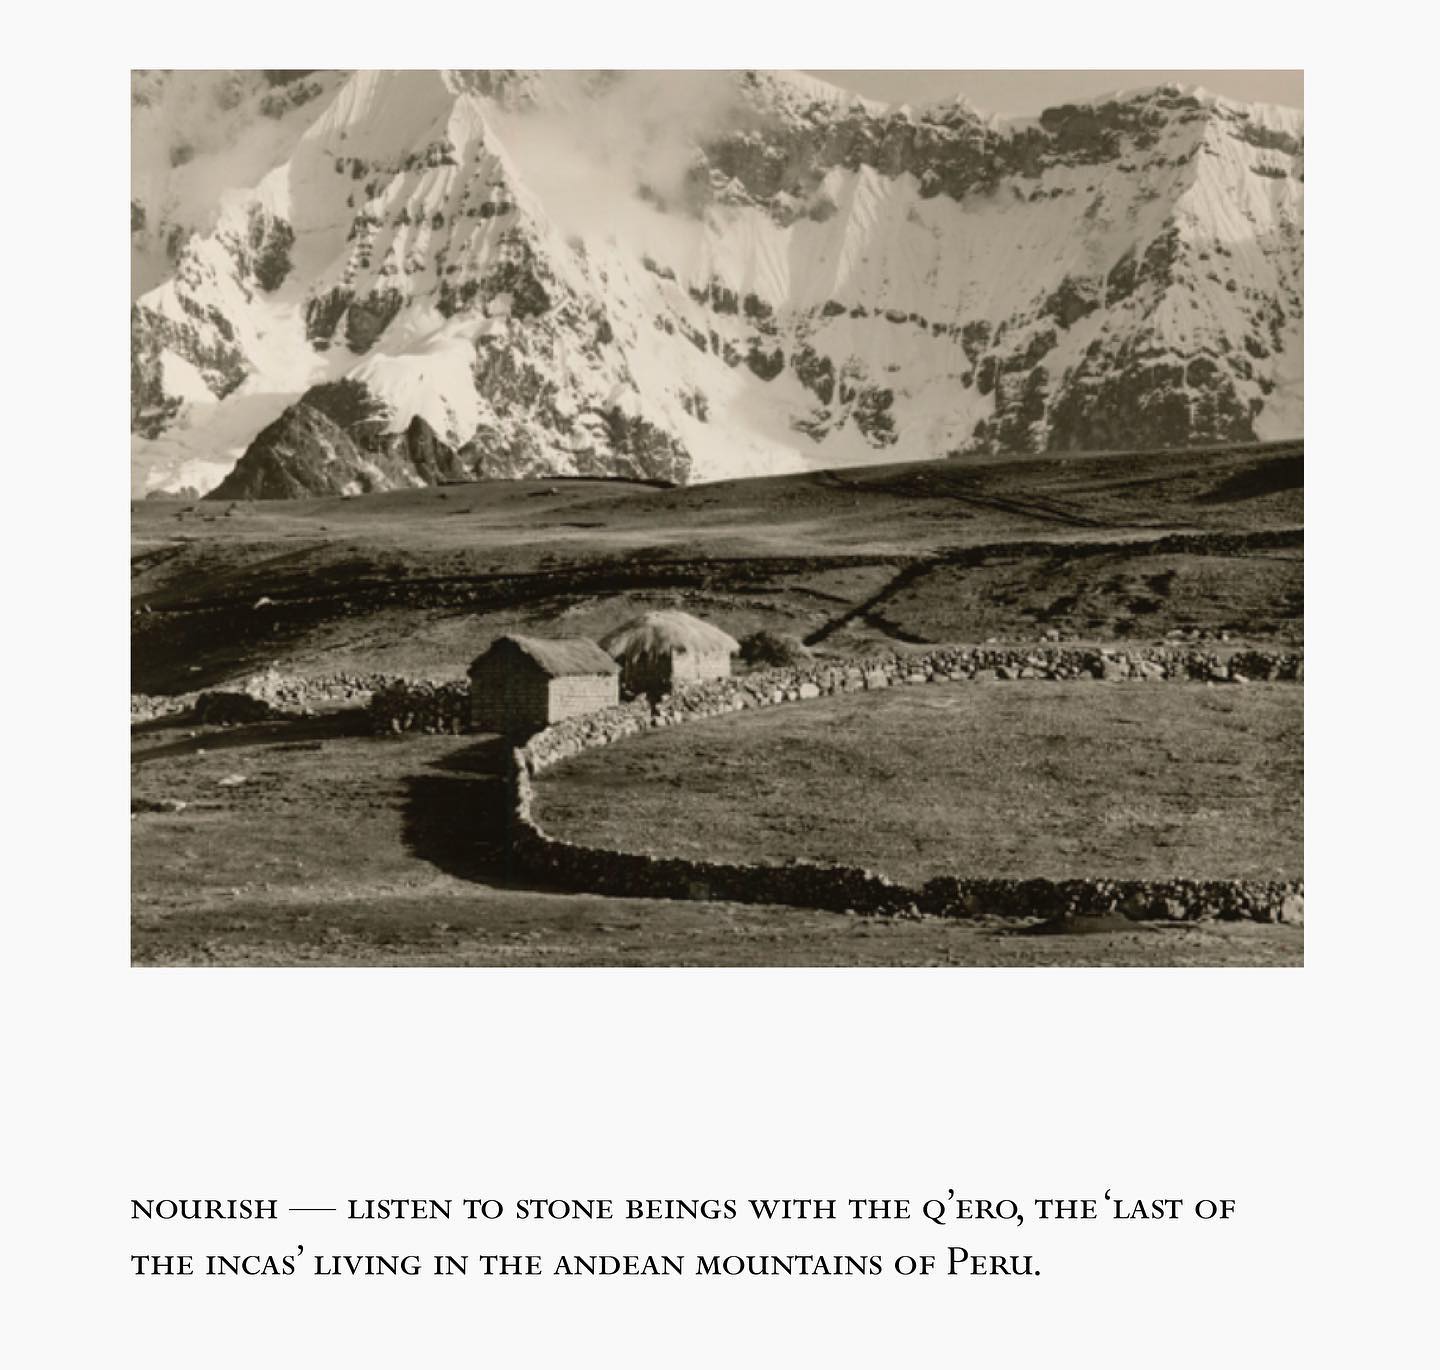 NOURISH — LISTEN TO STONE BEINGS WITH THE Q’ERO, THE ‘LAST OF
THE INCAS’ LIVING IN THE ANDEAN MOUNTAINS OF PERU.